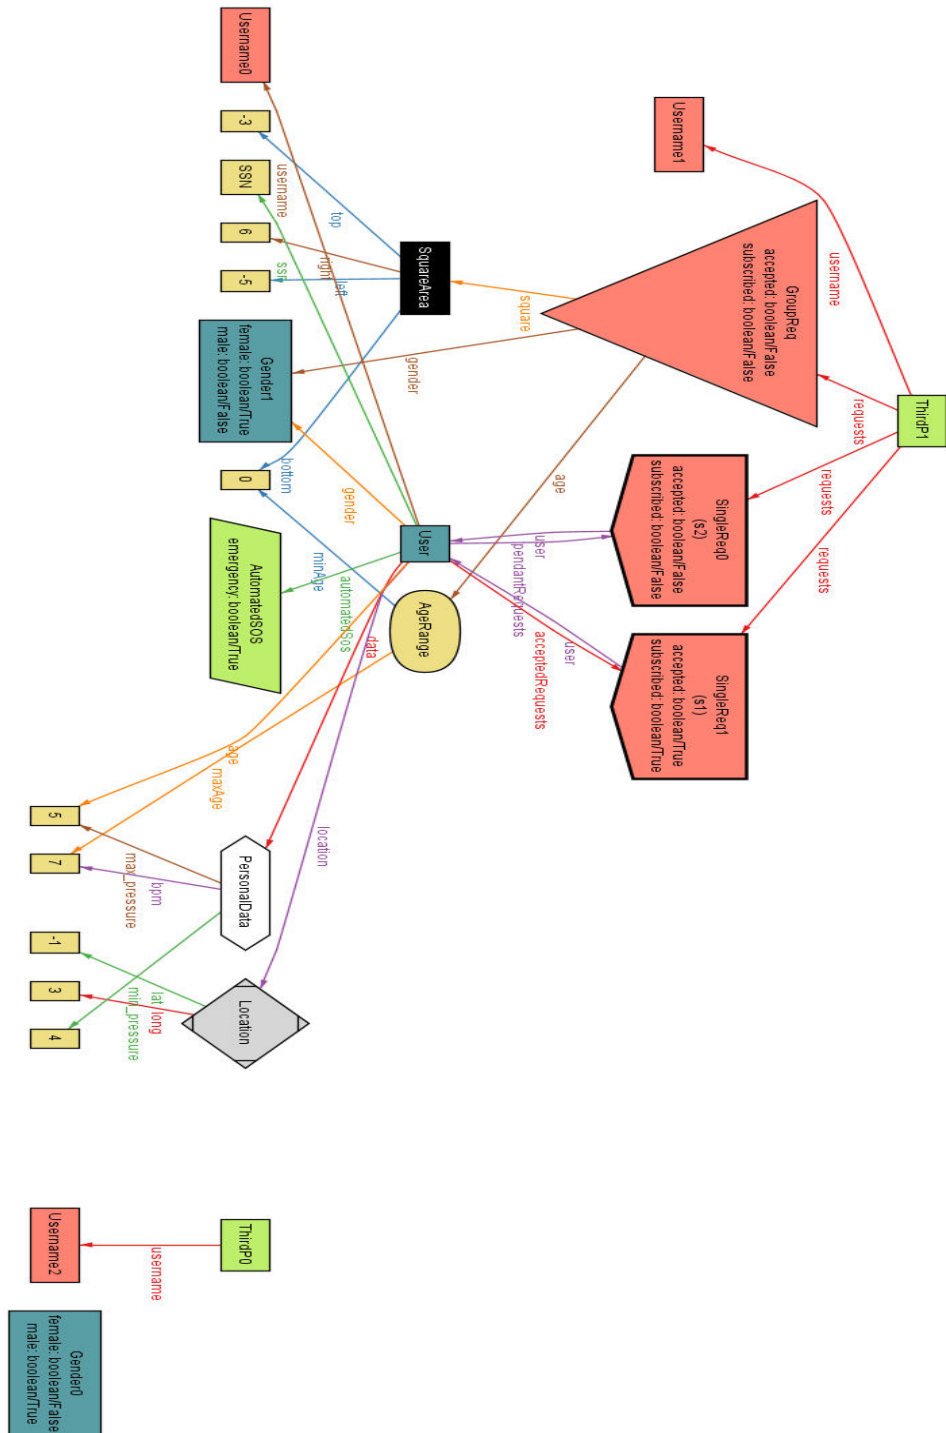 ThirdP1
username
requests
requests
requests
Username1
GroupReq
accepted: boolean/False
subscribed: boolean/False
SingleReq0
(s2)
accepted: boolean/False
subscribed: boolean/False
SingleReq1
(s1)
accepted: boolean/True
subscribed: boolean/True
square
gender
age
user
pendantRequests
user
acceptedRequests
SquareArea
User
AgeRange
top
right
left
bottom
username
ssn
gender
minAge
automatedSos
data
location
age
maxAge
Username0
-3
SSN
6
-5
Gender1
female: boolean/True
male: boolean/False
0
AutomatedSOS
emergency: boolean/True
PersonalData
Location
max_pressure
bpm
lat
long
min_pressure
5
7
-1
3
4
ThirdP0
username
Username2
Gender0
female: boolean/False
male: boolean/True